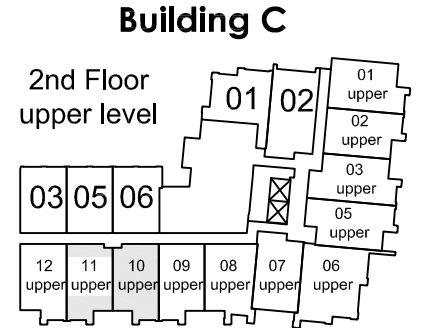 Building C
2nd Floor
upper level
01
02
01
upper
02
upper
03
upper
05
upper
03 05 06
12
upper
11
upper
10
upper
09
upper
08
upper
07
upper
06
upper